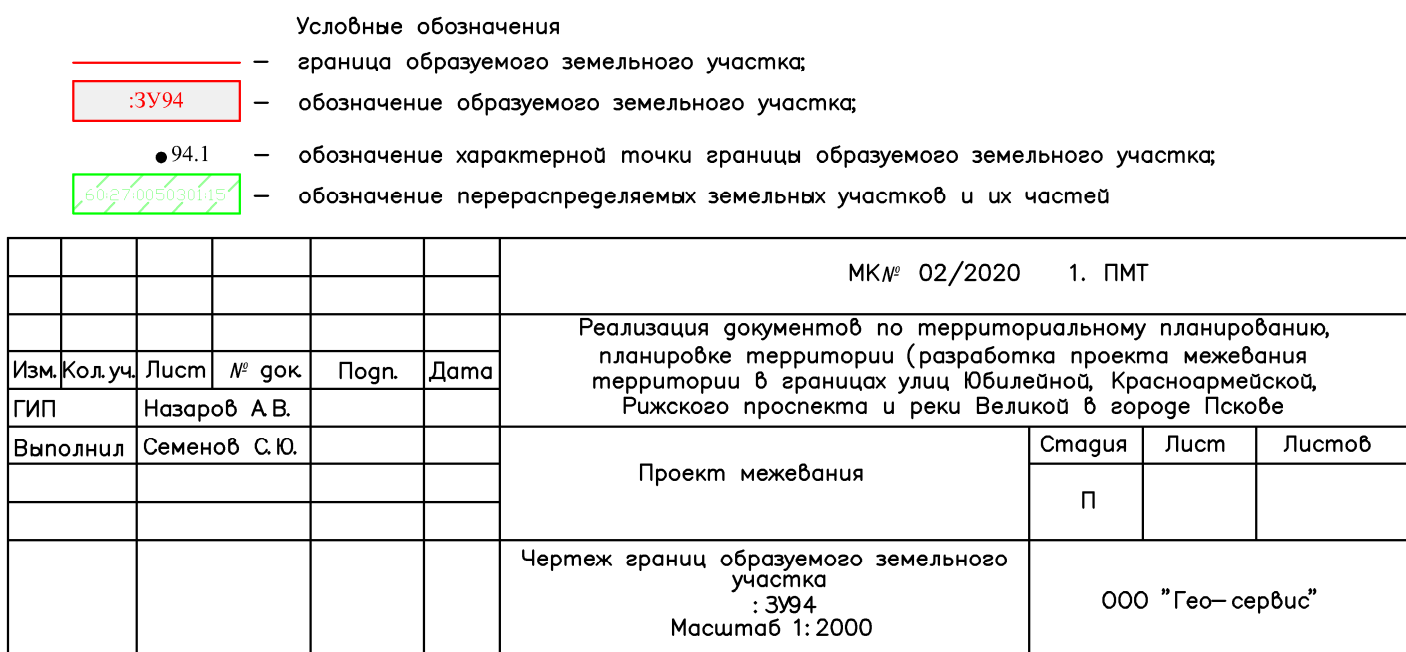 Условные обозначения
— граница образуемого земельного участка;
:ЗУ94 — обозначение образуемого земельного участка;
94.1 — обозначение характерной точки границы образуемого земельного участка;
60:27:0050301:15 — обозначение перераспределяемых земельных участков и их частей
МК№ 02/2020 1. ПМТ
Реализация документов по территориальному планированию,
планировке территории (разработка проекта межевания
территории в границах улиц Юбилейной, Красноармейской,
Рижского проспекта и реки Великой в городе Пскове
Изм. Кол.уч. Лист № док. Подп. Дата
ГИП Назаров А.В.
Выполнил Семенов С.Ю.
Проект межевания
Стадия Лист Листов
П
Чертеж границ образуемого земельного
участка
:ЗУ94
Масштаб 1:2000
ООО "Гео-сервис"